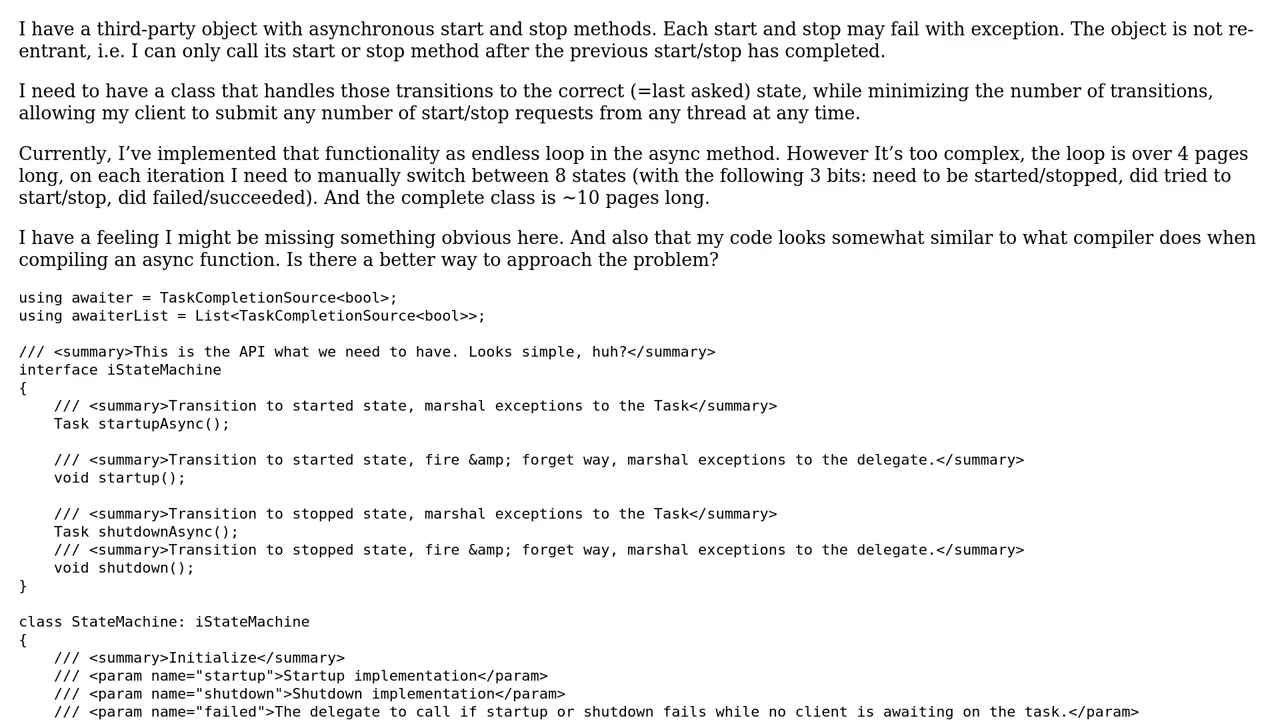 I have a third-party object with asynchronous start and stop methods. Each start and stop may fail with exception. The object is not re-
entrant, i.e. I can only call its start or stop method after the previous start/stop has completed.
I need to have a class that handles those transitions to the correct (=last asked) state, while minimizing the number of transitions,
allowing my client to submit any number of start/stop requests from any thread at any time.
Currently, I’ve implemented that functionality as endless loop in the async method. However It’s too complex, the loop is over 4 pages
long, on each iteration I need to manually switch between 8 states (with the following 3 bits: need to be started/stopped, did tried to
start/stop, did failed/succeeded). And the complete class is ~10 pages long.
I have a feeling I might be missing something obvious here. And also that my code looks somewhat similar to what compiler does when
compiling an async function. Is there a better way to approach the problem?
using awaiter = TaskCompletionSource<bool>;
using awaiterList = List<TaskCompletionSource<bool>>;
/// <summary>This is the API what we need to have. Looks simple, huh?</summary>
interface iStateMachine
{
    /// <summary>Transition to started state, marshal exceptions to the Task</summary>
    Task startupAsync();
    /// <summary>Transition to started state, fire &amp; forget way, marshal exceptions to the delegate.</summary>
    void startup();
    /// <summary>Transition to stopped state, marshal exceptions to the Task</summary>
    Task shutdownAsync();
    /// <summary>Transition to stopped state, fire &amp; forget way, marshal exceptions to the delegate.</summary>
    void shutdown();
}
class StateMachine: iStateMachine
{
    /// <summary>Initialize</summary>
    /// <param name="startup">Startup implementation</param>
    /// <param name="shutdown">Shutdown implementation</param>
    /// <param name="failed">The delegate to call if startup or shutdown fails while no client is awaiting on the task.</param>